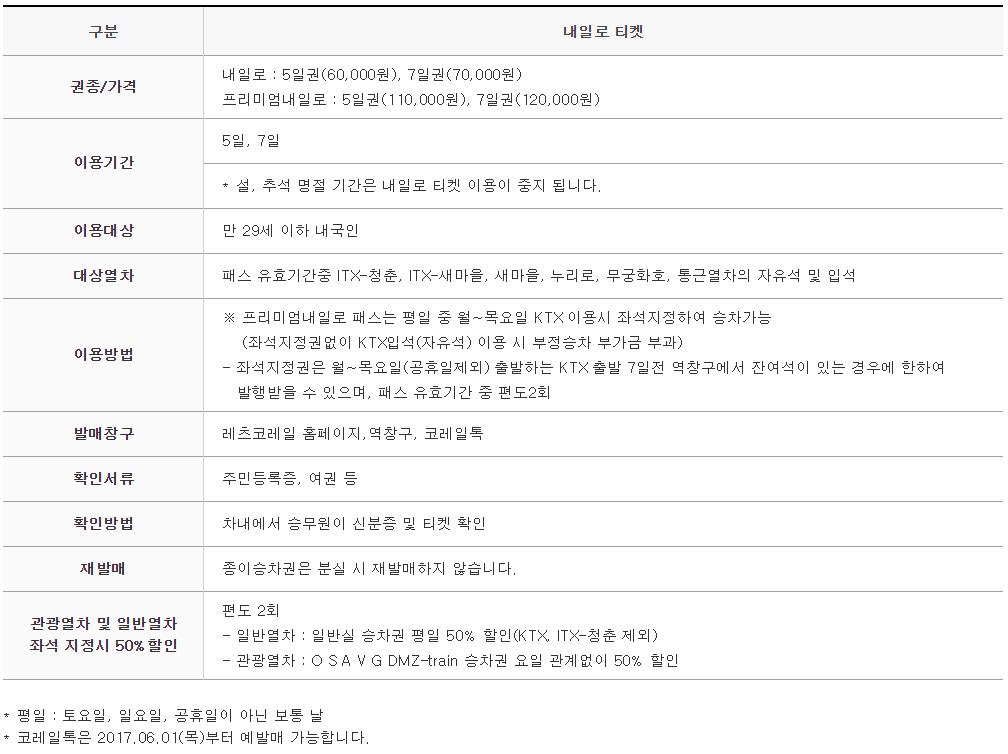 구분 내일로 티켓
권종/가격
내일로 : 5일권(60,000원), 7일권(70,000원)
프리미엄내일로 : 5일권(110,000원), 7일권(120,000원)
이용기간
5일, 7일
* 설, 추석 명절 기간은 내일로 티켓 이용이 중지 됩니다.
이용대상 만 29세 이하 내국인
대상열차 패스 유효기간중 ITX-청춘, ITX-새마을, 새마을, 누리로, 무궁화호, 통근열차의 자유석 및 입석
이용방법
※ 프리미엄내일로 패스는 평일 중 월~목요일 KTX 이용시 좌석지정하여 승차가능
(좌석지정권없이 KTX입석(자유석) 이용 시 부정승차 부가금 부과)
- 좌석지정권은 월~목요일(공휴일제외) 출발하는 KTX 출발 7일전 역창구에서 잔여석이 있는 경우에 한하여
발행받을 수 있으며, 패스 유효기간 중 편도2회
발매창구 레츠코레일 홈페이지,역창구, 코레일톡
확인서류 주민등록증, 여권 등
확인방법 차내에서 승무원이 신분증 및 티켓 확인
재발매 종이승차권은 분실 시 재발매하지 않습니다.
관광열차 및 일반열차
좌석 지정시 50% 할인
편도 2회
- 일반열차 : 일반실 승차권 평일 50% 할인(KTX, ITX-청춘 제외)
- 관광열차 : O S A V G DMZ-train 승차권 요일 관계없이 50% 할인
* 평일 : 토요일, 일요일, 공휴일이 아닌 보통 날
* 코레일톡은 2017.06.01(목)부터 예발매 가능합니다.